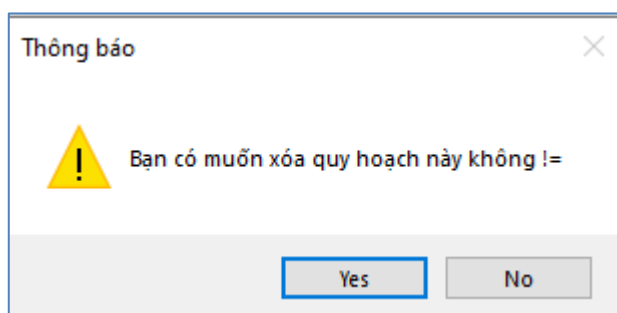 Thông báo
Bạn có muốn xóa quy hoạch này không !=
Yes
No